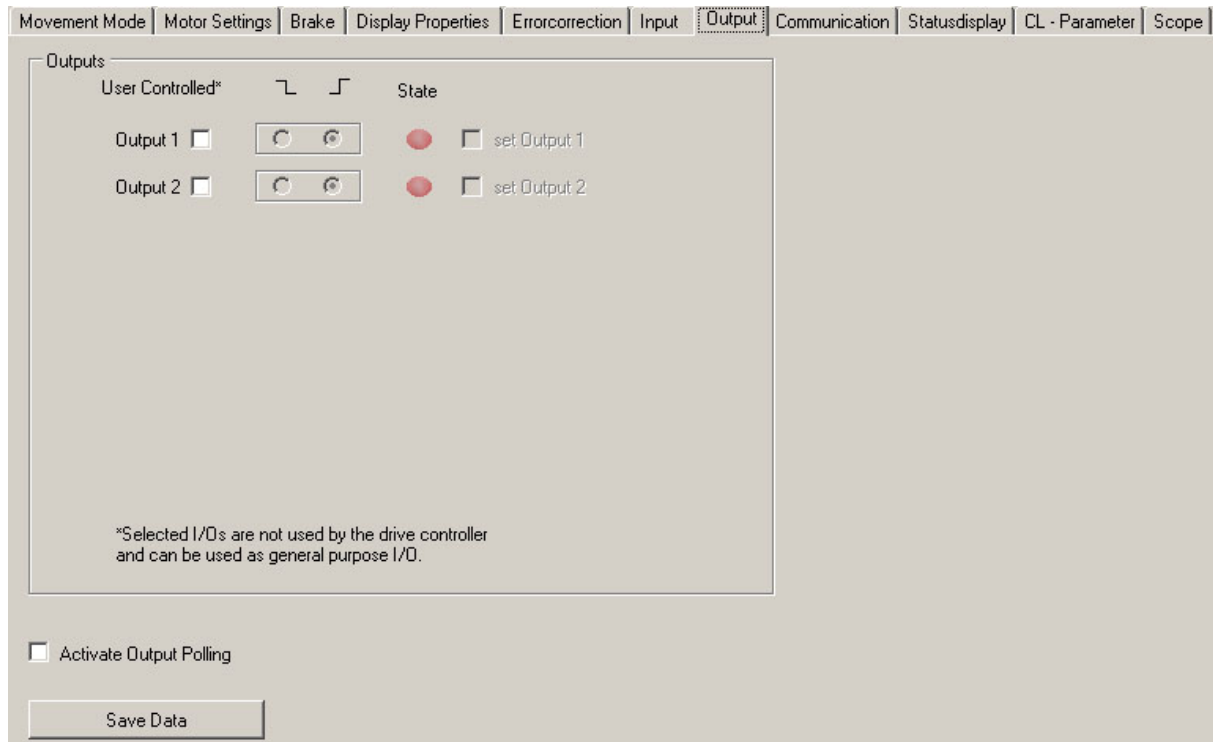 Movement Mode Motor Settings Brake Display Properties Errorcorrection Input Output Communication Statusdisplay CL - Parameter Scope
Outputs
User Controlled* State
Output 1 set Output 1
Output 2 set Output 2
*Selected I/Os are not used by the drive controller
and can be used as general purpose I/O.
Activate Output Polling
Save Data